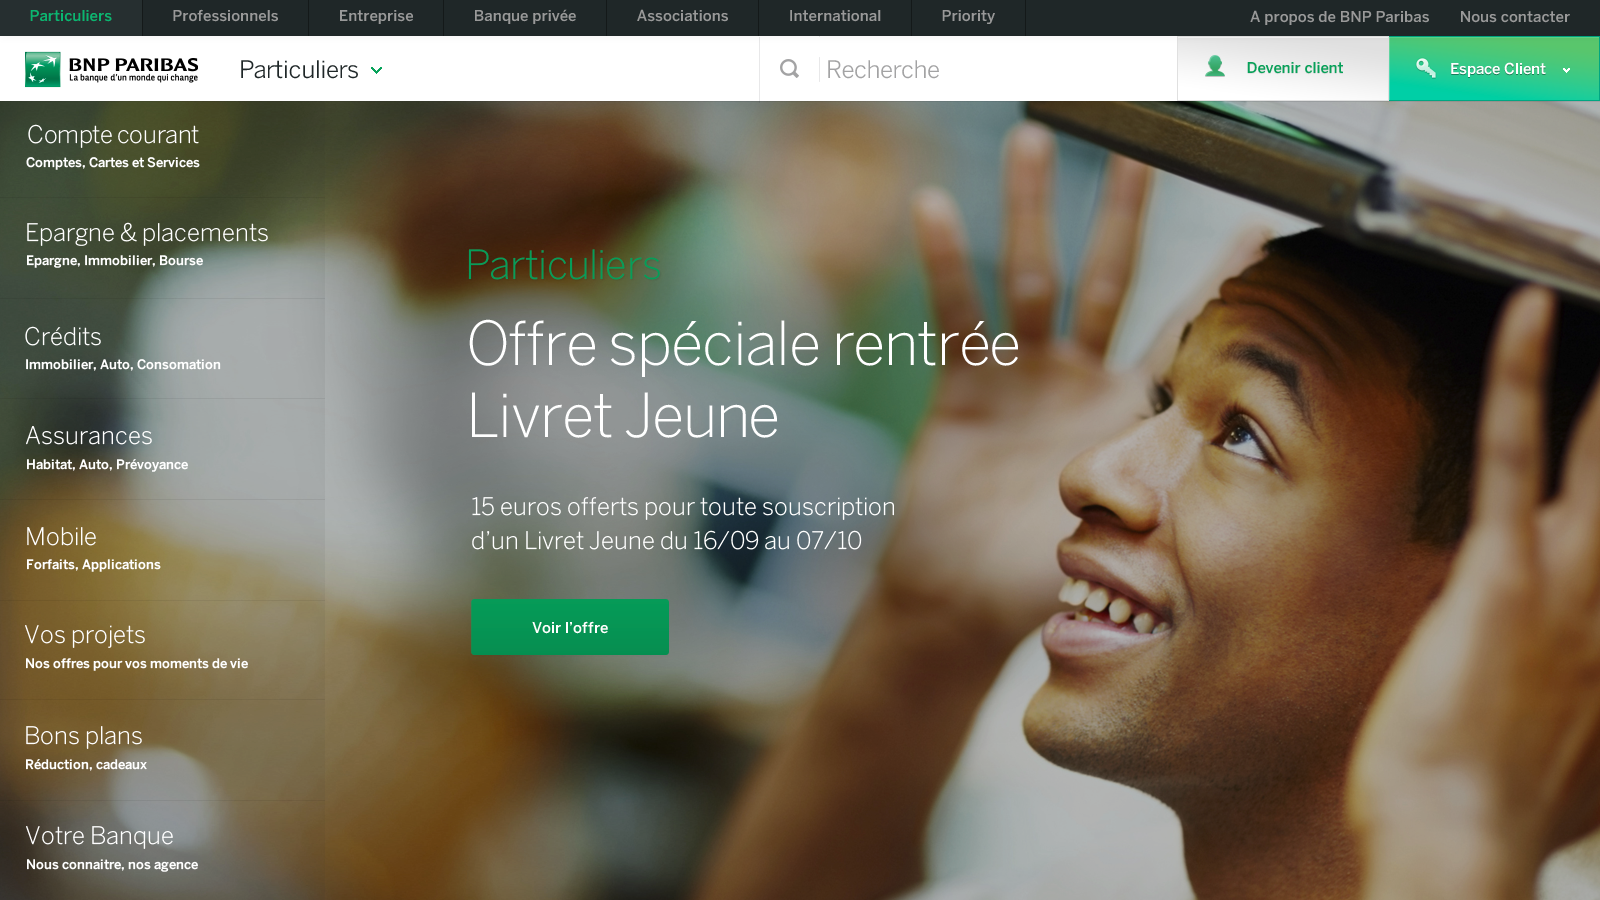 Particuliers
Professionnels
Entreprise
Banque privée
Associations
International
Priority
A propos de BNP Paribas
Nous contacter
BNP PARIBAS
La banque d'un monde qui change
Particuliers
Recherche
Devenir client
Espace Client
Compte courant
Comptes, Cartes et Services
Epargne & placements
Epargne, Immobilier, Bourse
Crédits
Immobilier, Auto, Consomation
Assurances
Habitat, Auto, Prévoyance
Mobile
Forfaits, Applications
Vos projets
Nos offres pour vos moments de vie
Bons plans
Réduction, cadeaux
Votre Banque
Nous connaitre, nos agence
Particuliers
Offre spéciale rentrée
Livret Jeune
15 euros offerts pour toute souscription
d’un Livret Jeune du 16/09 au 07/10
Voir l’offre